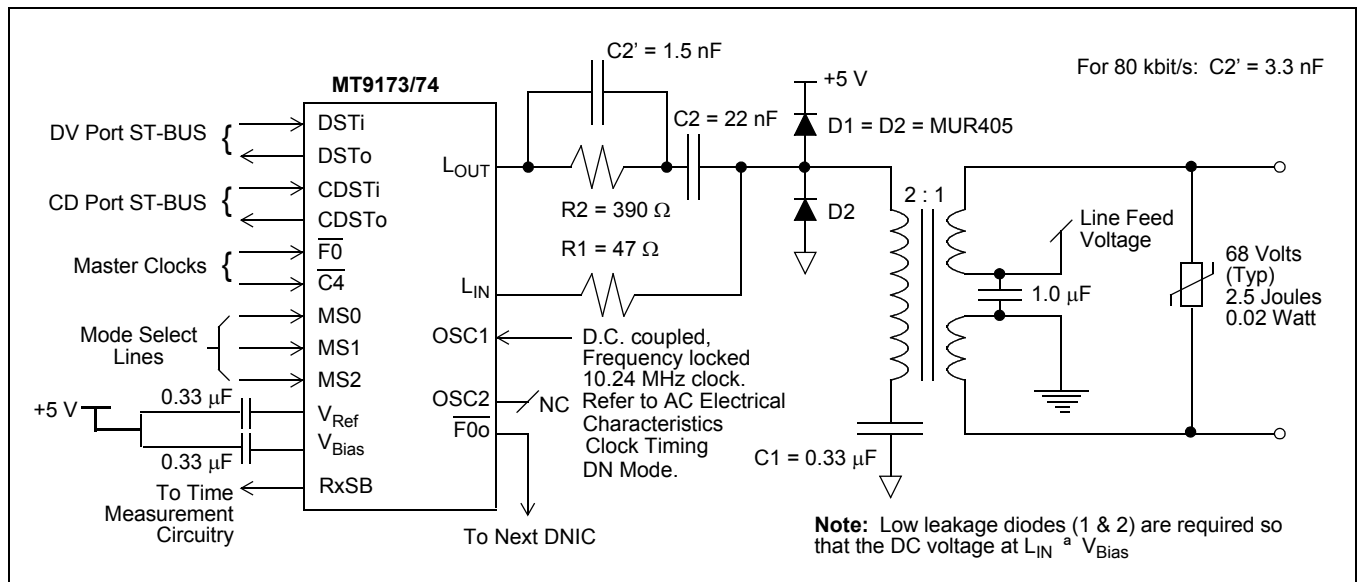 C2' = 1.5 nF
For 80 kbit/s: C2' = 3.3 nF
MT9173/74
+5 V
DV Port ST-BUS {
DSTi
DSTo
C2 = 22 nF
D1 = D2 = MUR405
CD Port ST-BUS {
CDSTi
CDSTo
LOUT
R2 = 390 Ω
D2
2 : 1
Line Feed
Voltage
Master Clocks {
F0
C4
R1 = 47 Ω
LIN
1.0 μF
68 Volts
(Typ)
2.5 Joules
0.02 Watt
Mode Select
Lines
MS0
MS1
MS2
OSC1
D.C. coupled,
Frequency locked
10.24 MHz clock.
Refer to AC Electrical
Characteristics
Clock Timing
DN Mode.
OSC2
NC
F0o
+5 V
0.33 μF
VRef
VBias
0.33 μF
RxSB
C1 = 0.33 μF
To Time
Measurement
Circuitry
To Next DNIC
Note: Low leakage diodes (1 & 2) are required so
that the DC voltage at LIN ª VBias